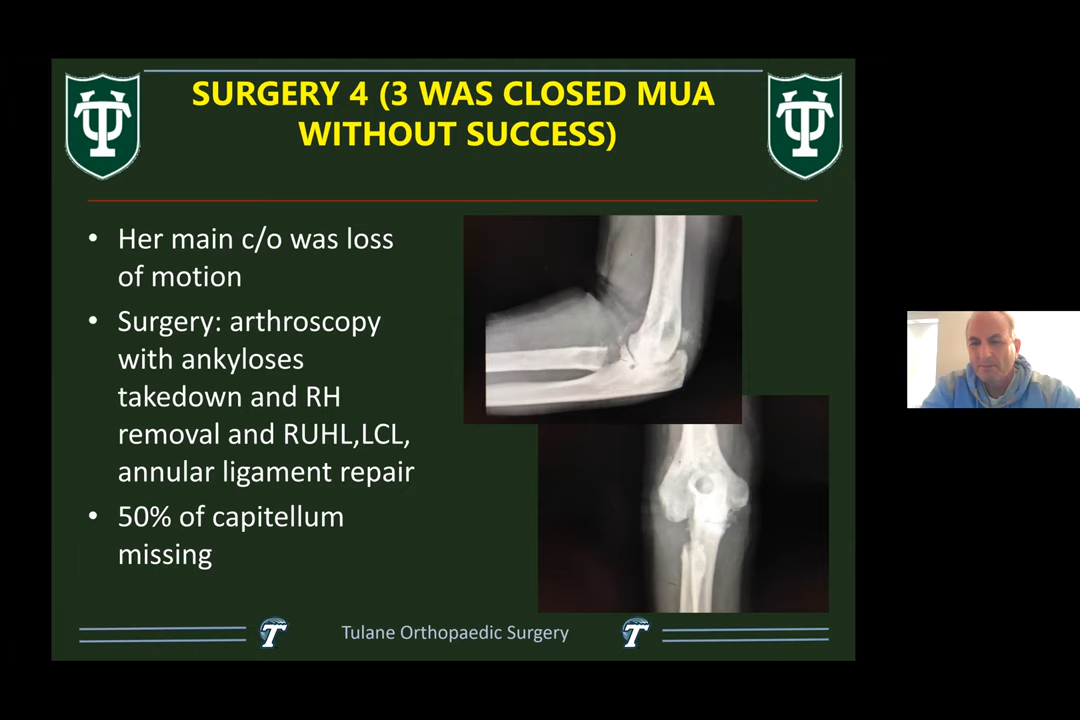 SURGERY 4 (3 WAS CLOSED MUA
WITHOUT SUCCESS)
• Her main c/o was loss
of motion
• Surgery: arthroscopy
with ankyloses
takedown and RH
removal and RUHL,LCL,
annular ligament repair
• 50% of capitellum
missing
Tulane Orthopaedic Surgery